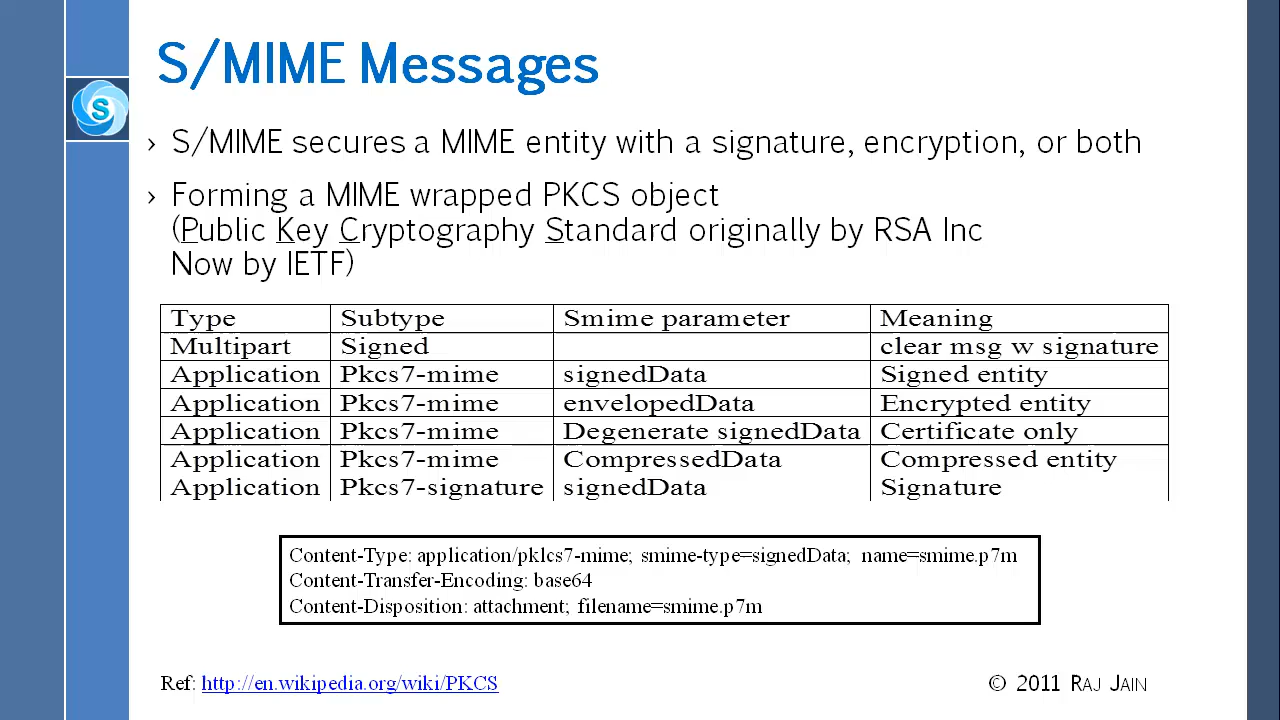 S/MIME Messages
S
› S/MIME secures a MIME entity with a signature, encryption, or both
› Forming a MIME wrapped PKCS object
(Public Key Cryptography Standard originally by RSA Inc
Now by IETF)
Type Subtype Smime parameter Meaning
Multipart Signed clear msg w signature
Application Pkcs7-mime signedData Signed entity
Application Pkcs7-mime envelopedData Encrypted entity
Application Pkcs7-mime Degenerate signedData Certificate only
Application Pkcs7-mime CompressedData Compressed entity
Application Pkcs7-signature signedData Signature
Content-Type: application/pklcs7-mime; smime-type=signedData; name=smime.p7m
Content-Transfer-Encoding: base64
Content-Disposition: attachment; filename=smime.p7m
Ref: http://en.wikipedia.org/wiki/PKCS
© 2011 RAJ JAIN